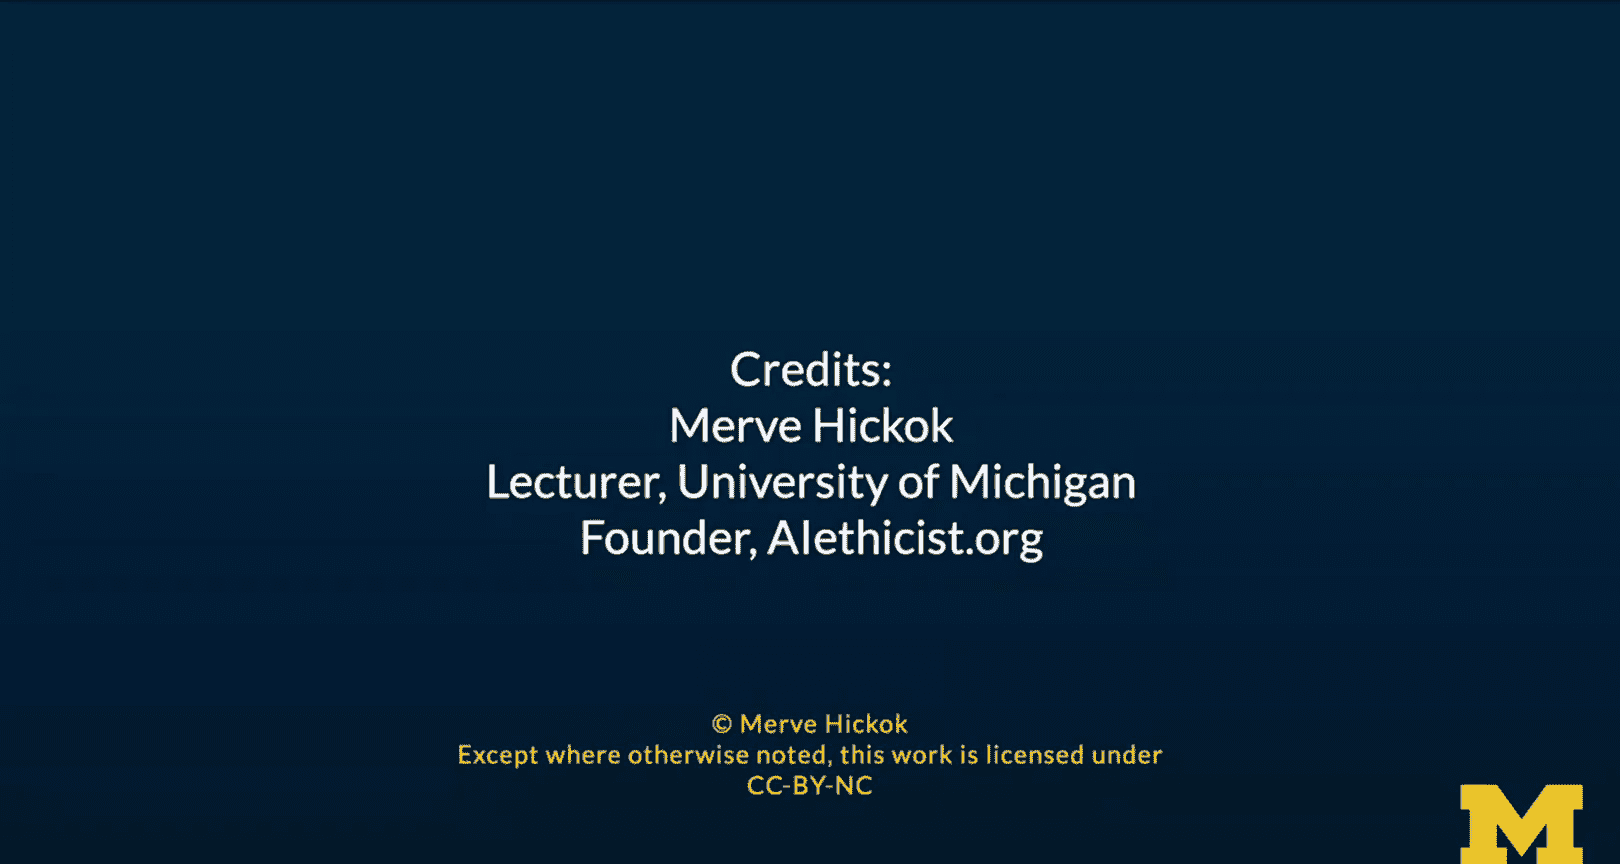 Credits:
Merve Hickok
Lecturer, University of Michigan
Founder, AIethicist.org
© Merve Hickok
Except where otherwise noted, this work is licensed under
CC-BY-NC
M